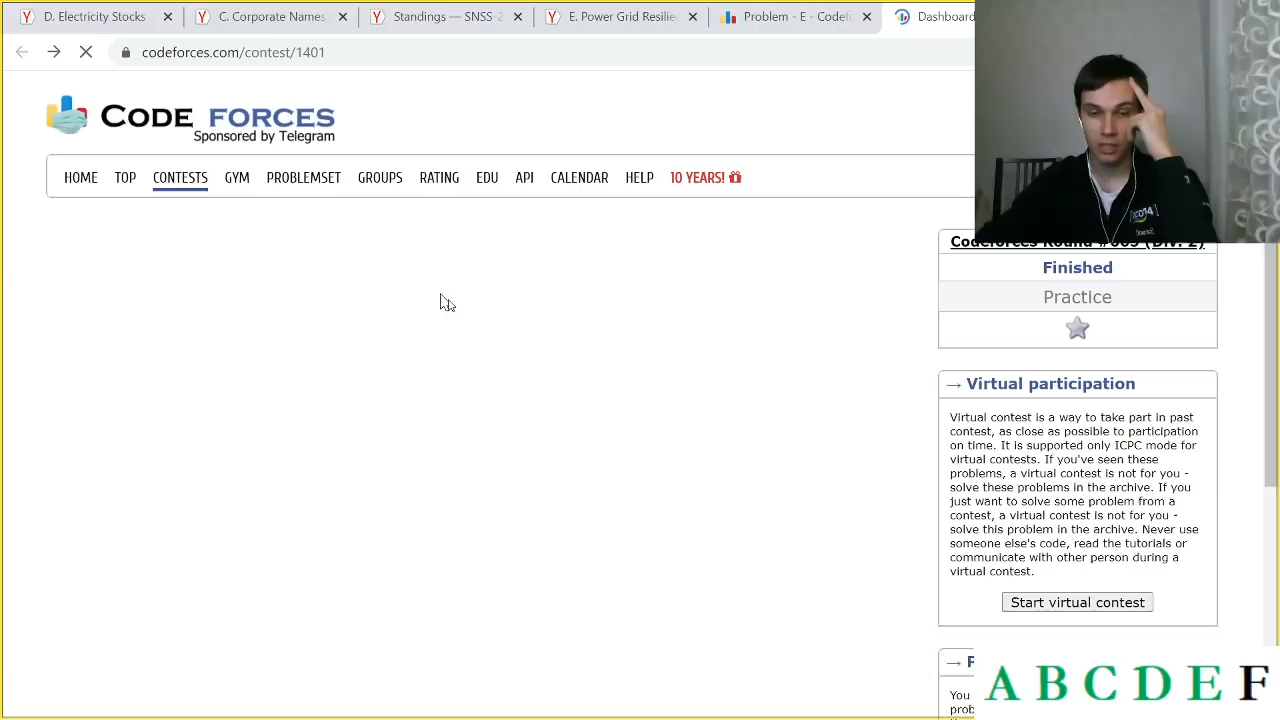 D. Electricity Stocks
C. Corporate Names
Standings — SNSS-2
E. Power Grid Resilie
Problem - E - Codefo
Dashboard
codeforces.com/contest/1401
CODE FORCES
Sponsored by Telegram
HOME TOP CONTESTS GYM PROBLEMSET GROUPS RATING EDU API CALENDAR HELP 10 YEARS!
Finished
Practice
→ Virtual participation
Virtual contest is a way to take part in past
contest, as close as possible to participation
on time. It is supported only ICPC mode for
virtual contests. If you've seen these
problems, a virtual contest is not for you -
solve these problems in the archive. If you
just want to solve some problem from a
contest, a virtual contest is not for you -
solve this problem in the archive. Never use
someone else's code, read the tutorials or
communicate with other person during a
virtual contest.
Start virtual contest
You
prob
A B C D E F